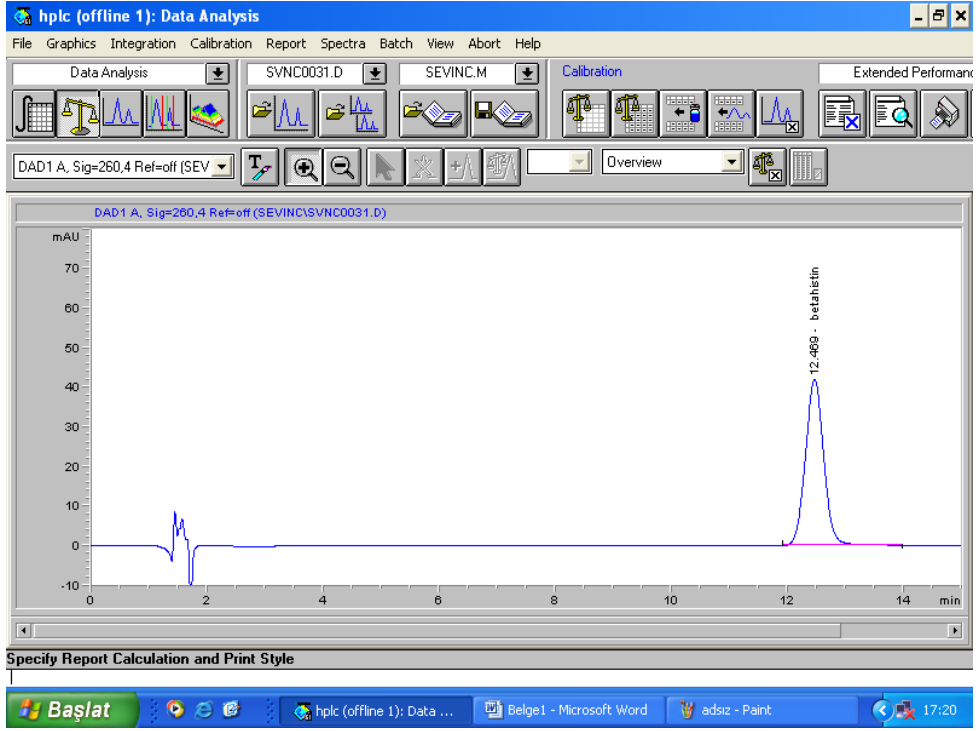 hplc (offline 1): Data Analysis
File Graphics Integration Calibration Report Spectra Batch View Abort Help
Data Analysis SVNC0031.D SEVINC.M Calibration Extended Performanc
DAD1 A, Sig=260,4 Ref=off (SEV Overview
DAD1 A, Sig=260,4 Ref=off (SEVINC\SVNC0031.D)
mAU
70
60
50
40
30
20
10
0
-10
12.469 - betahistin
0 2 4 6 8 10 12 14 min
Specify Report Calculation and Print Style
Başlat hplc (offline 1): Data ... Belge1 - Microsoft Word adsız - Paint 17:20